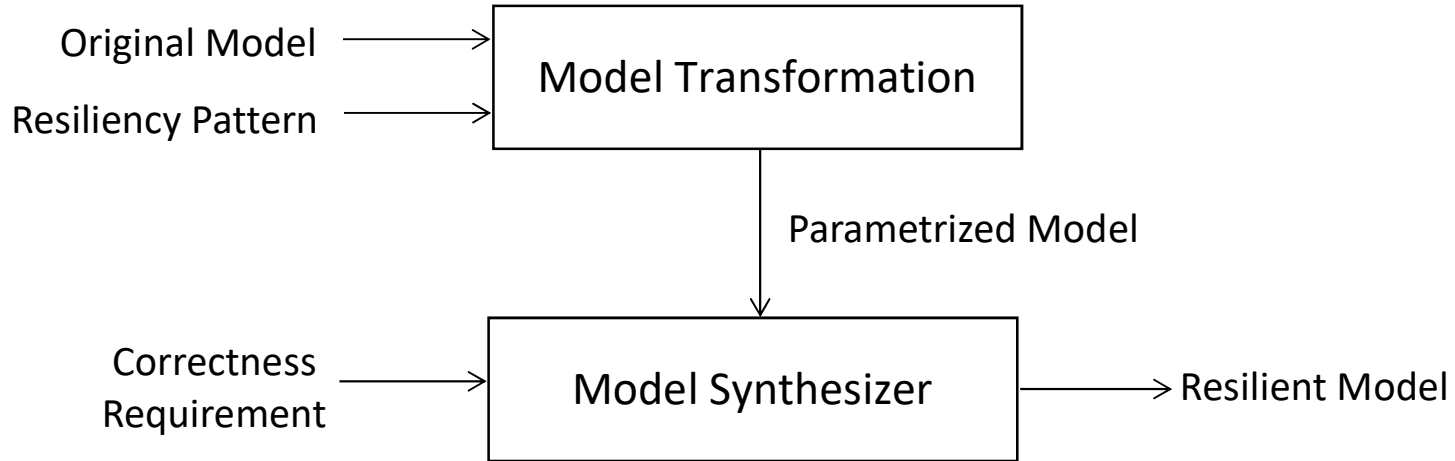 Original Model
Model Transformation
Resiliency Pattern
Parametrized Model
Correctness
Requirement
Model Synthesizer
Resilient Model